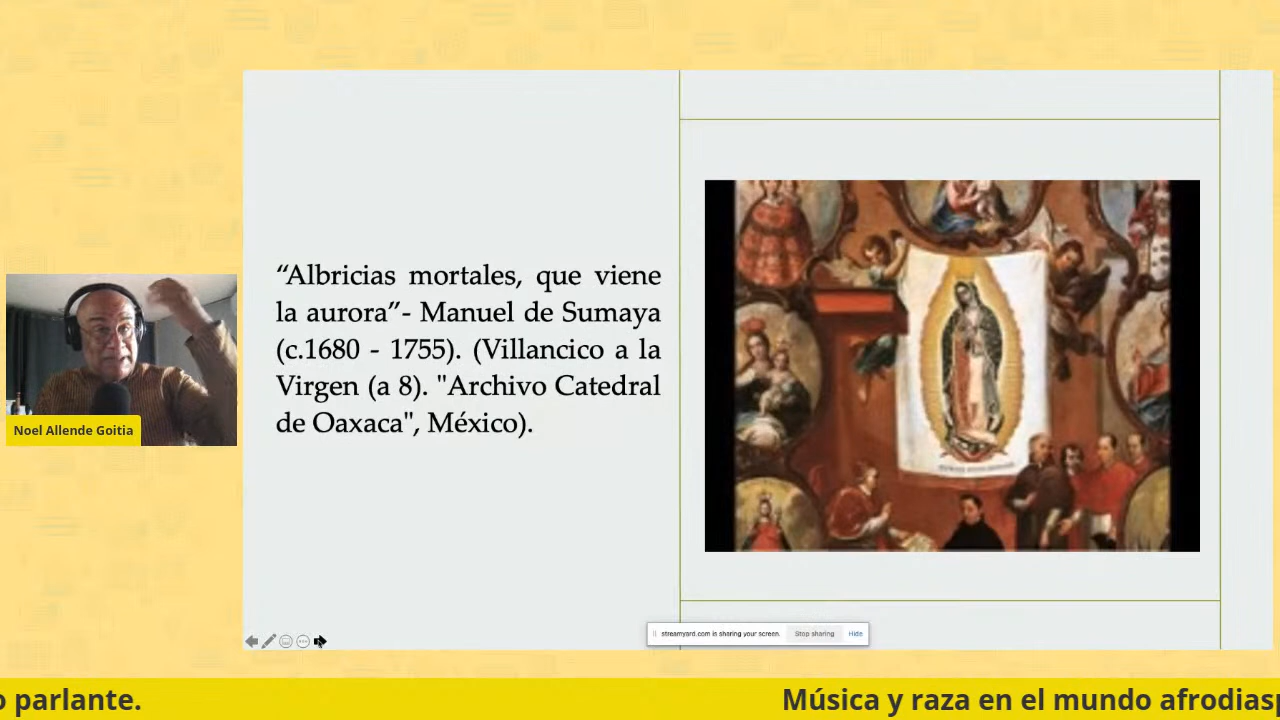 “Albricias mortales, que viene
la aurora”- Manuel de Sumaya
(c.1680 - 1755). (Villancico a la
Virgen (a 8). "Archivo Catedral
de Oaxaca", México).
Noel Allende Goitia
streamyard.com is sharing your screen.
Stop sharing
Hide
o parlante.
Música y raza en el mundo afrodiasp